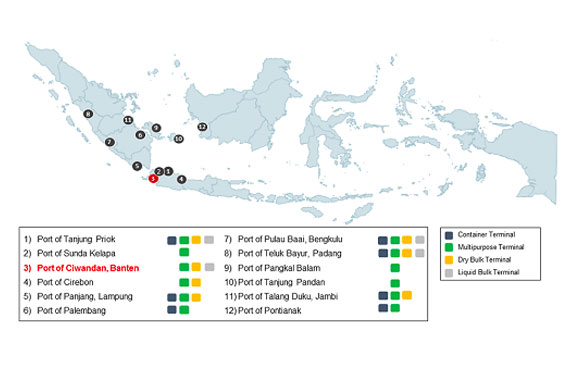 8
11
9
6
7
10
12
5
2
1
3
4
1) Port of Tanjung Priok
2) Port of Sunda Kelapa
3) Port of Ciwandan, Banten
4) Port of Cirebon
5) Port of Panjang, Lampung
6) Port of Palembang
7) Port of Pulau Baai, Bengkulu
8) Port of Teluk Bayur, Padang
9) Port of Pangkal Balam
10) Port of Tanjung Pandan
11) Port of Talang Duku, Jambi
12) Port of Pontianak
Container Terminal
Multipurpose Terminal
Dry Bulk Terminal
Liquid Bulk Terminal